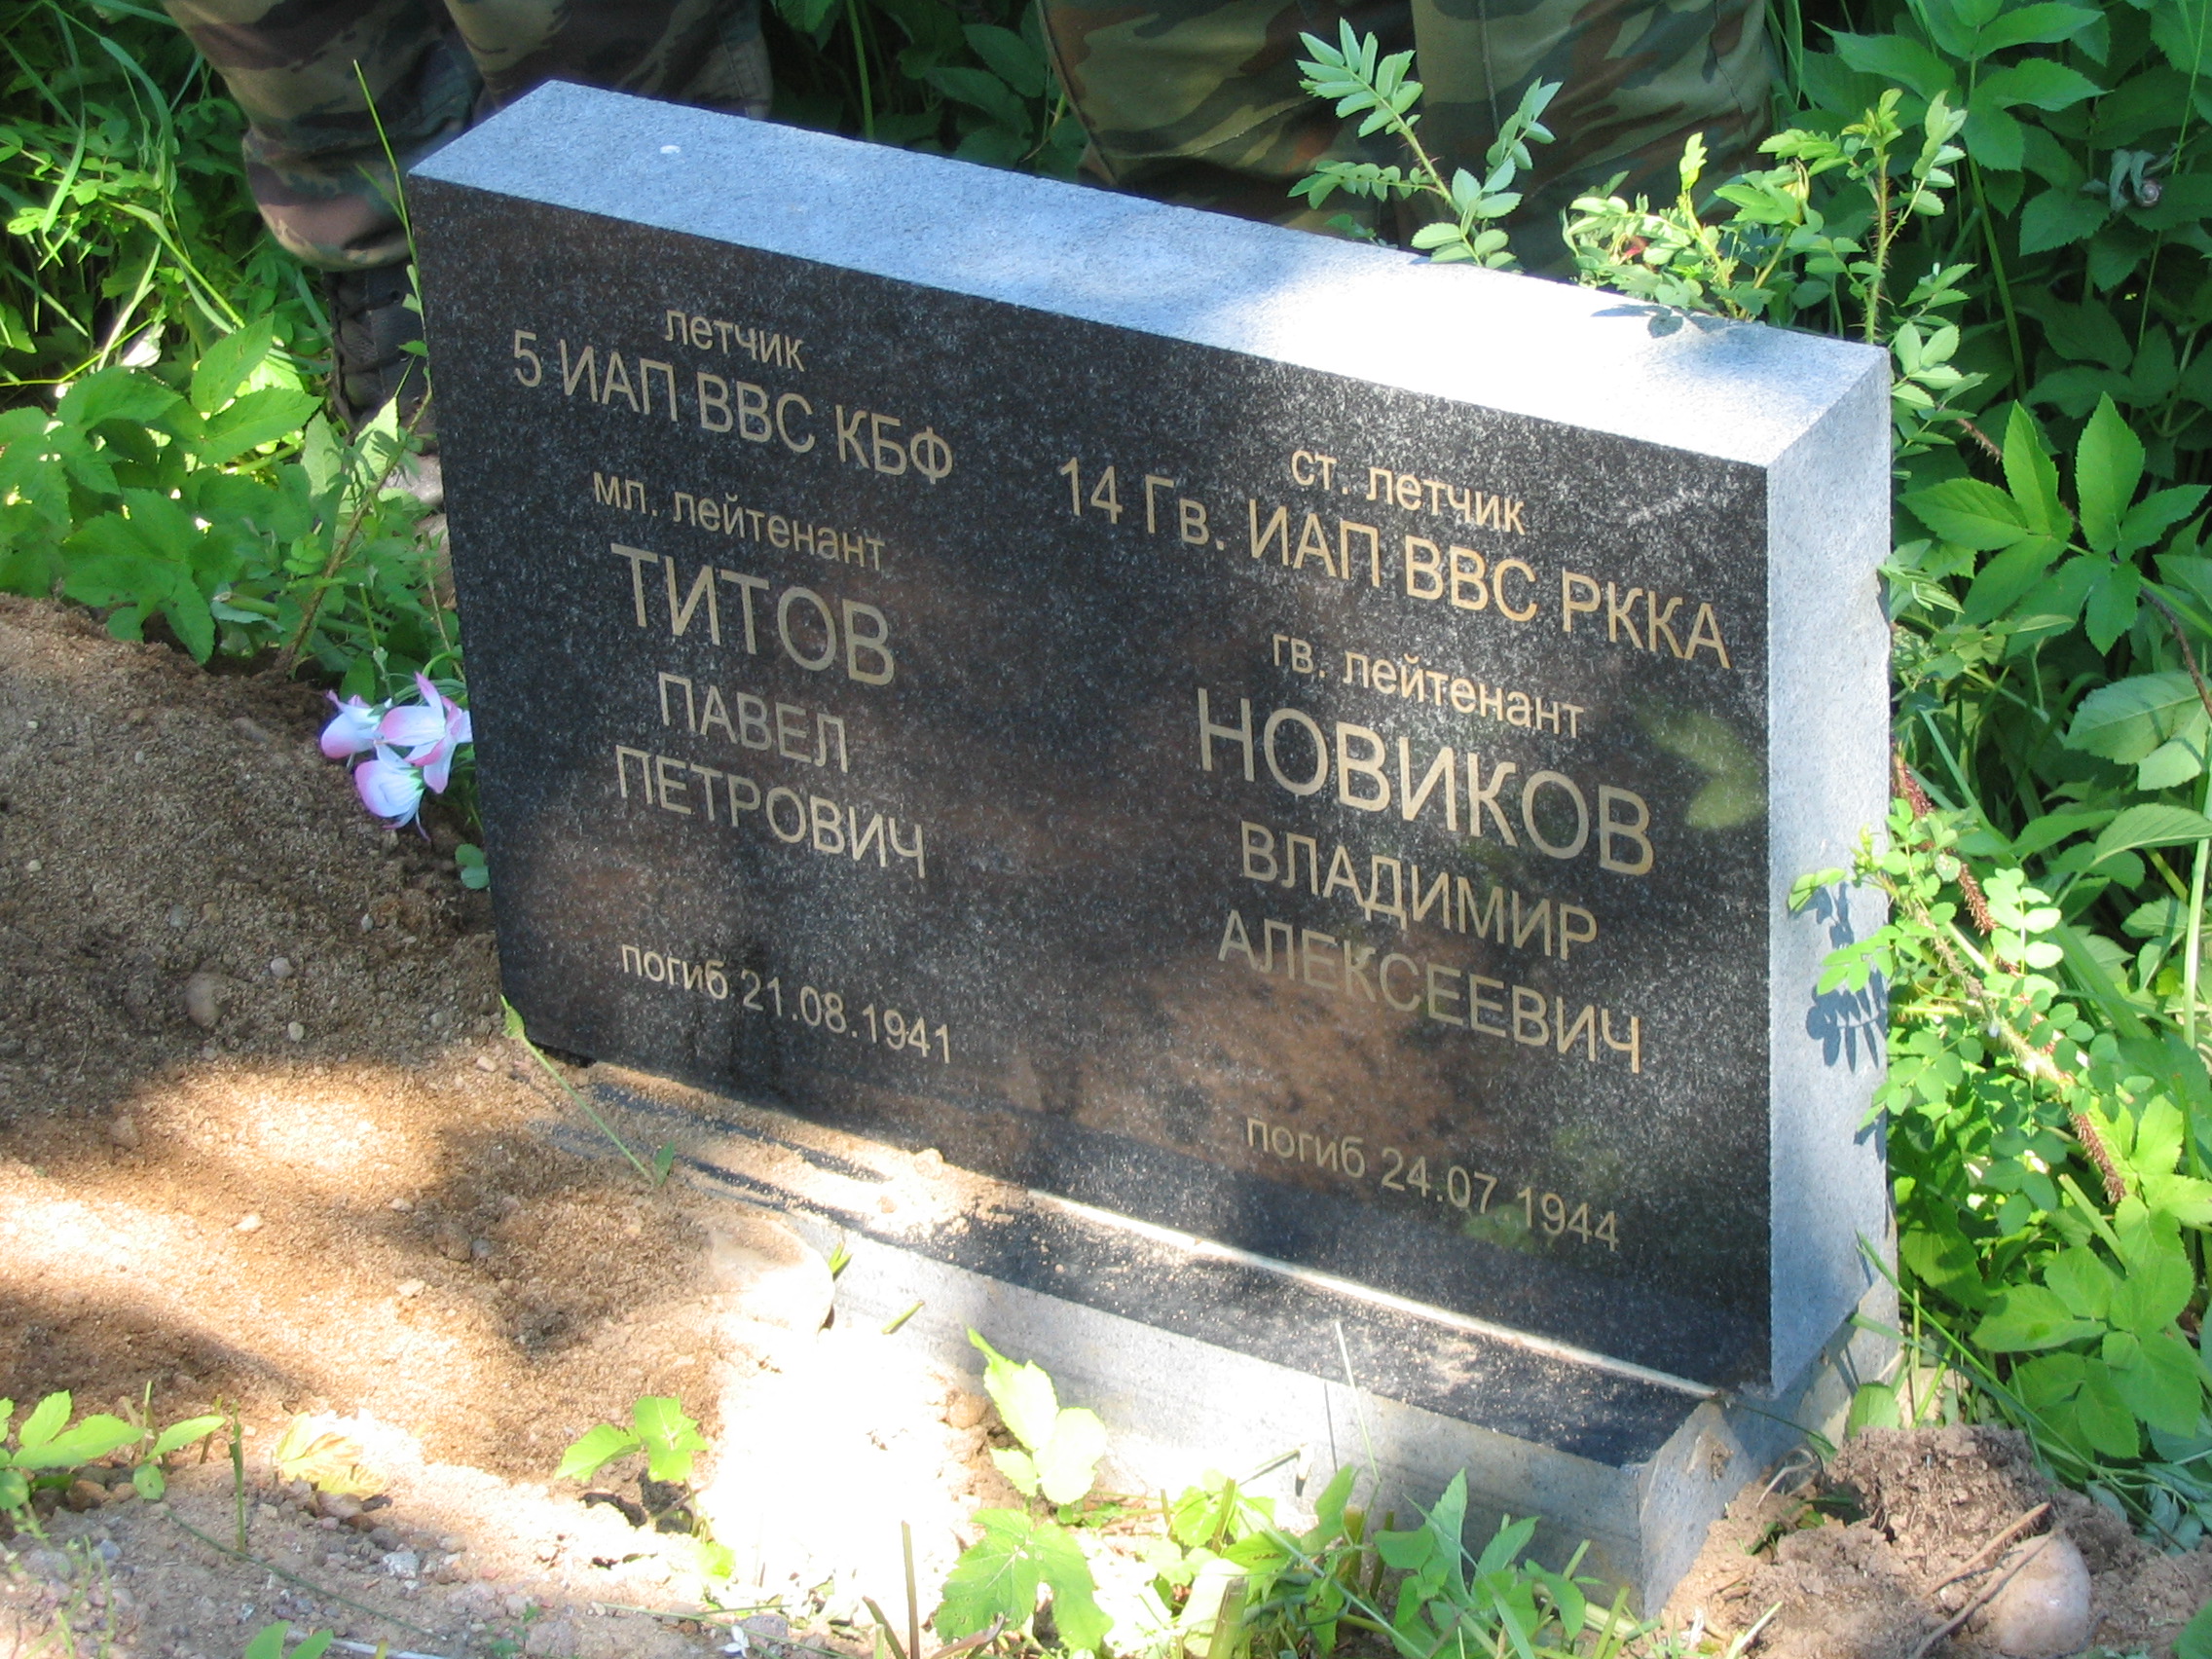 летчик
5 ИАП ВВС КБФ
мл. лейтенант
ТИТОВ
ПАВЕЛ
ПЕТРОВИЧ
погиб 21.08.1941
ст. летчик
14 Гв. ИАП ВВС РККА
гв. лейтенант
НОВИКОВ
ВЛАДИМИР
АЛЕКСЕЕВИЧ
погиб 24.07.1944